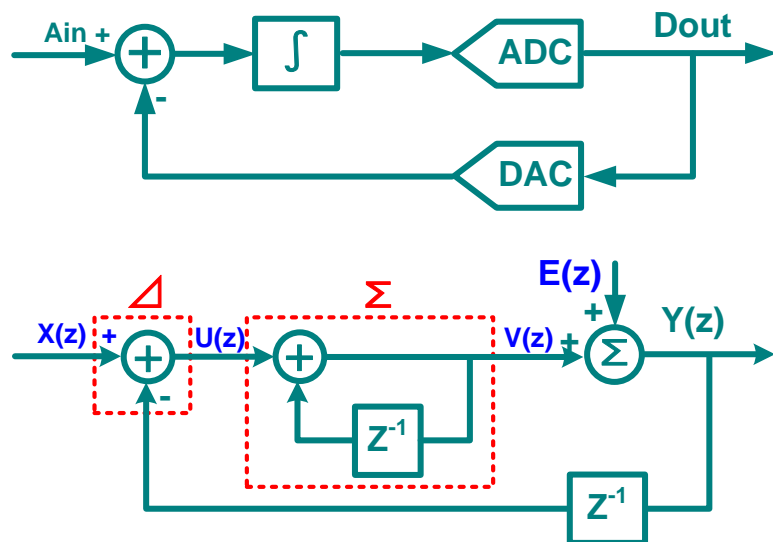 Ain +
+
∫
ADC
Dout
-
DAC
Σ
E(z)
X(z) +
+
U(z)
+
V(z) +
+
Σ
Y(z)
-
Z⁻¹
Z⁻¹